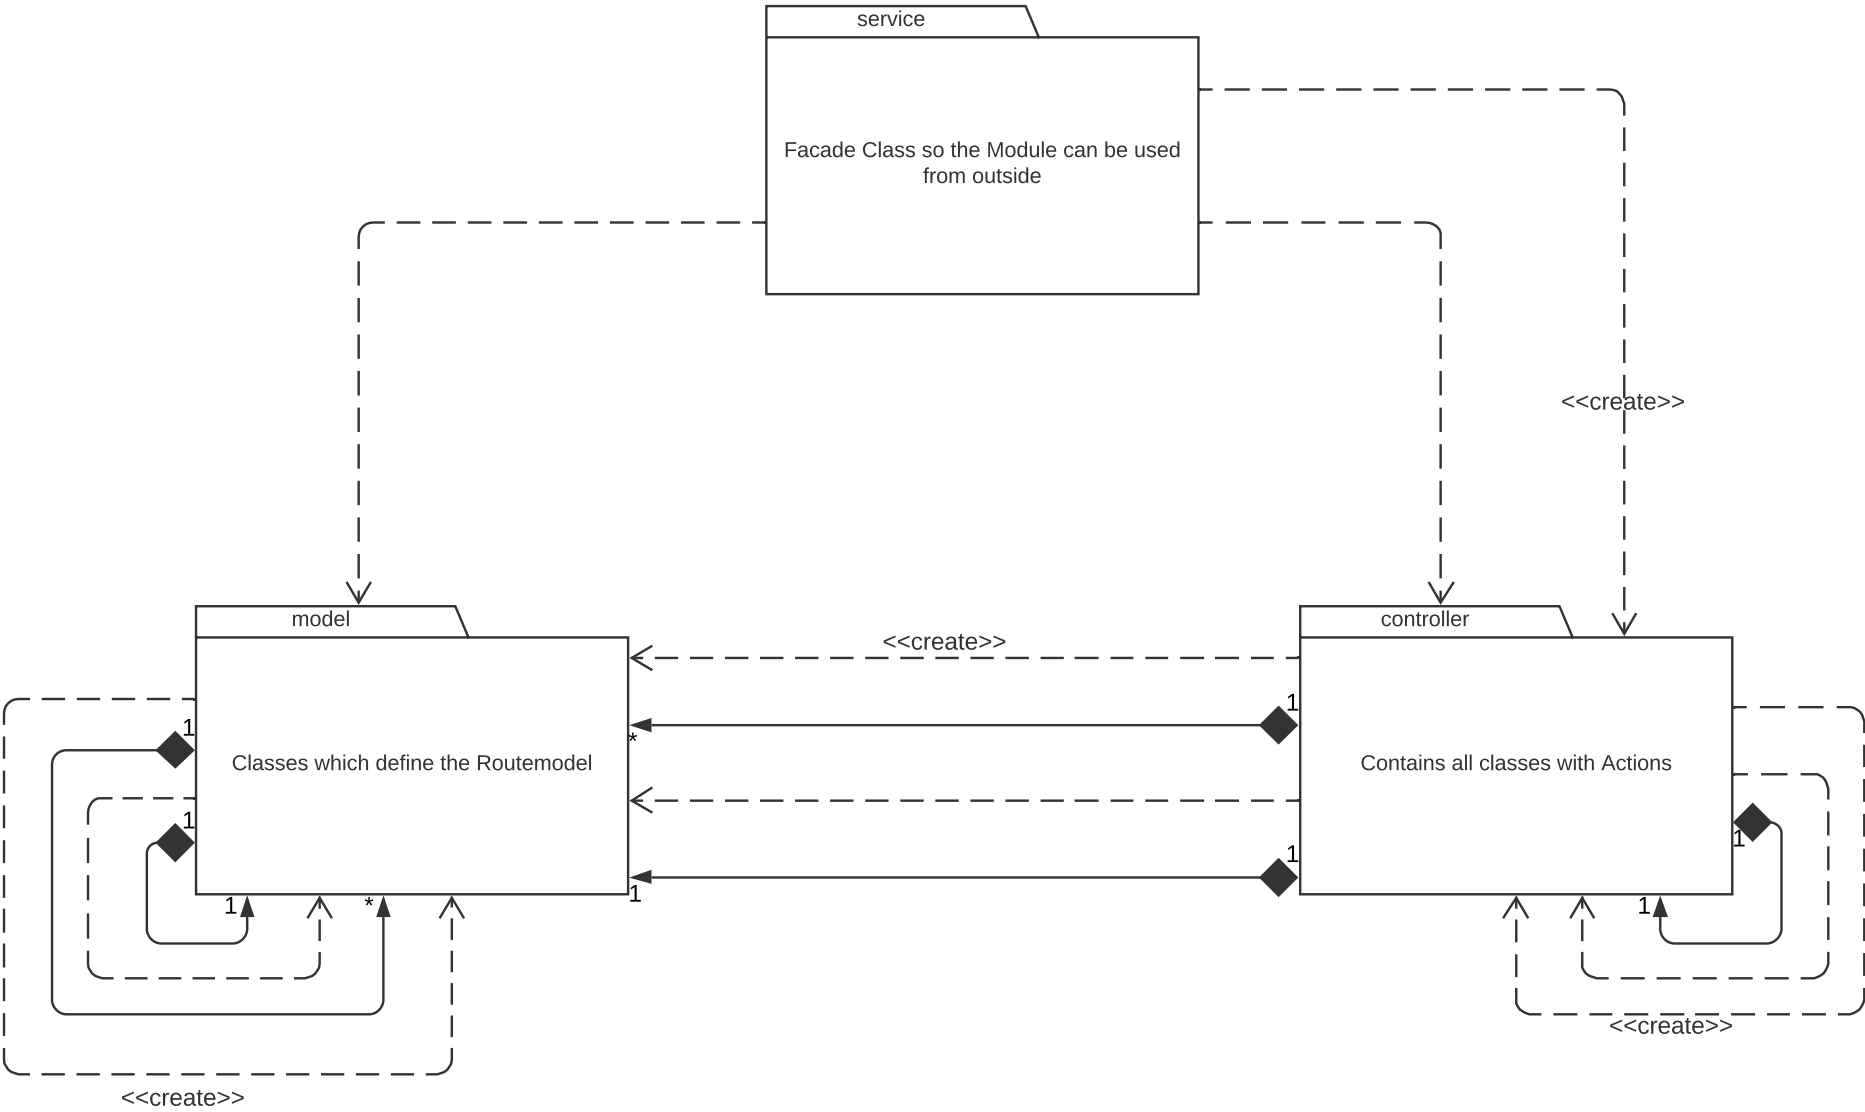 service
Facade Class so the Module can be used
from outside
<<create>>
model
controller
<<create>>
1
*
1
1
Classes which define the Routemodel
Contains all classes with Actions
1
1
1
1
1
*
1
1
<<create>>
<<create>>